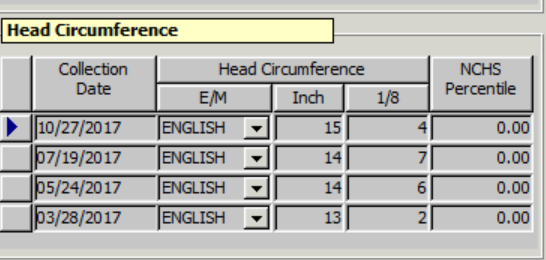 Head Circumference
Collection Date Head Circumference NCHS Percentile
E/M Inch 1/8
10/27/2017 ENGLISH 15 4 0.00
07/19/2017 ENGLISH 14 7 0.00
05/24/2017 ENGLISH 14 6 0.00
03/28/2017 ENGLISH 13 2 0.00